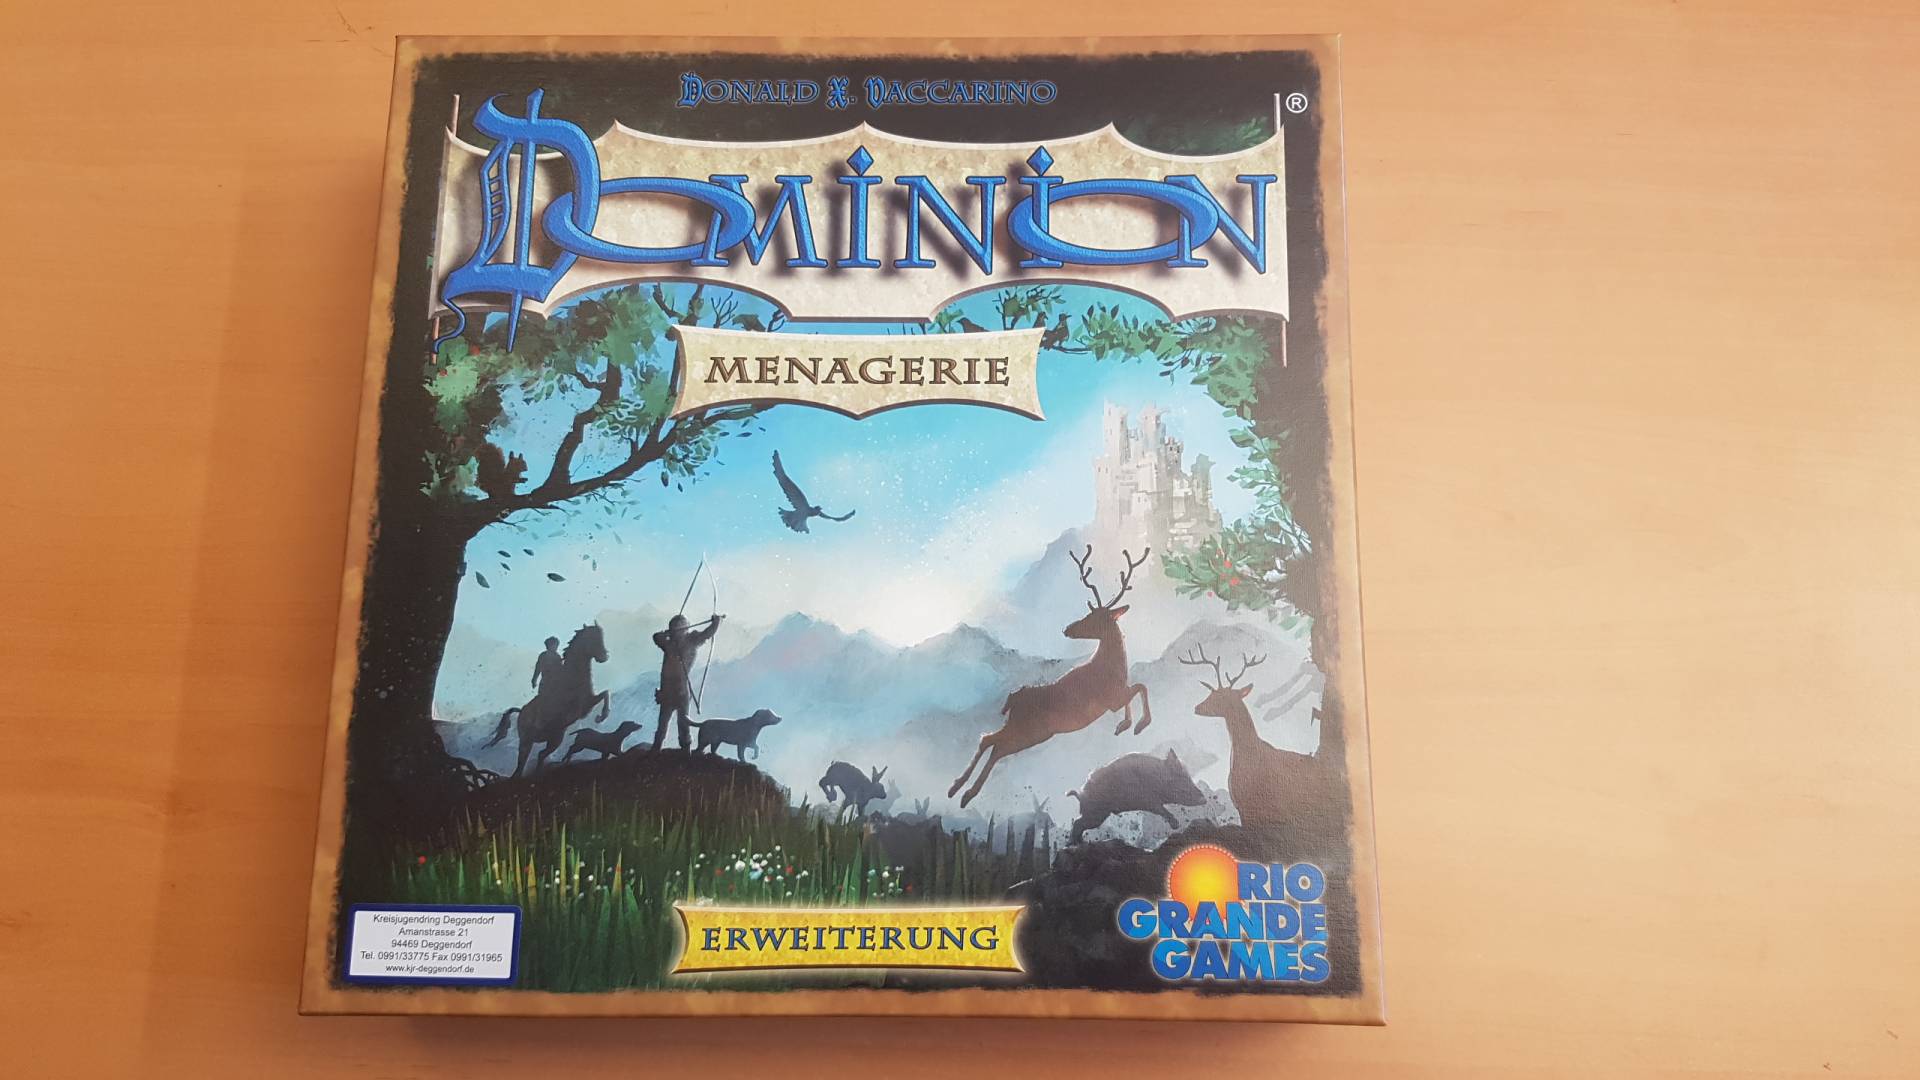 DONALD X. VACCARINO
DOMINION
®
MENAGERIE
ERWEITERUNG
RIO
GRANDE
GAMES
Kreisjugendring Deggendorf
Amanstrasse 21
94469 Deggendorf
Tel. 0991/33775 Fax 0991/31965
www.kjr-deggendorf.de